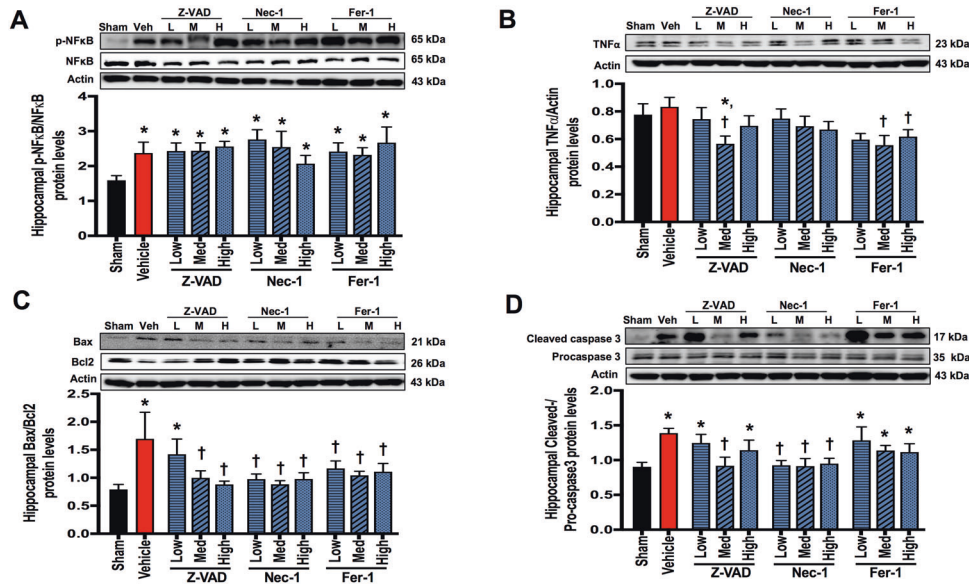 A
Z-VAD Nec-1 Fer-1
Sham Veh L M H L M H L M H
p-NFκB 65 kDa
NFκB 65 kDa
Actin 43 kDa
Hippocampal p-NFκB/NFκB
protein levels
4
3
2
1
0
* * * * * * * * * *
Sham Vehicle Low Med High Low Med High Low Med High
Z-VAD Nec-1 Fer-1
B
Z-VAD Nec-1 Fer-1
Sham Veh L M H L M H L M H
TNFα 23 kDa
Actin 43 kDa
Hippocampal TNFα/Actin
protein levels
1.0
0.8
0.6
0.4
0.2
0.0
*,
† † †
Sham Vehicle Low Med High Low Med High Low Med High
Z-VAD Nec-1 Fer-1
C
Z-VAD Nec-1 Fer-1
Sham Veh L M H L M H L M H
Bax 21 kDa
Bcl2 26 kDa
Actin 43 kDa
Hippocampal Bax/Bcl2
protein levels
2.5
2.0
1.5
1.0
0.5
0.0
* * † † † † † † † †
Sham Vehicle Low Med High Low Med High Low Med High
Z-VAD Nec-1 Fer-1
D
Z-VAD Nec-1 Fer-1
Sham Veh L M H L M H L M H
Cleaved caspase 3 17 kDa
Procaspase 3 35 kDa
Actin 43 kDa
Hippocampal Cleaved-/
Pro-caspase3 protein levels
2.0
1.5
1.0
0.5
0.0
* * † * † † † * * *
Sham Vehicle Low Med High Low Med High Low Med High
Z-VAD Nec-1 Fer-1